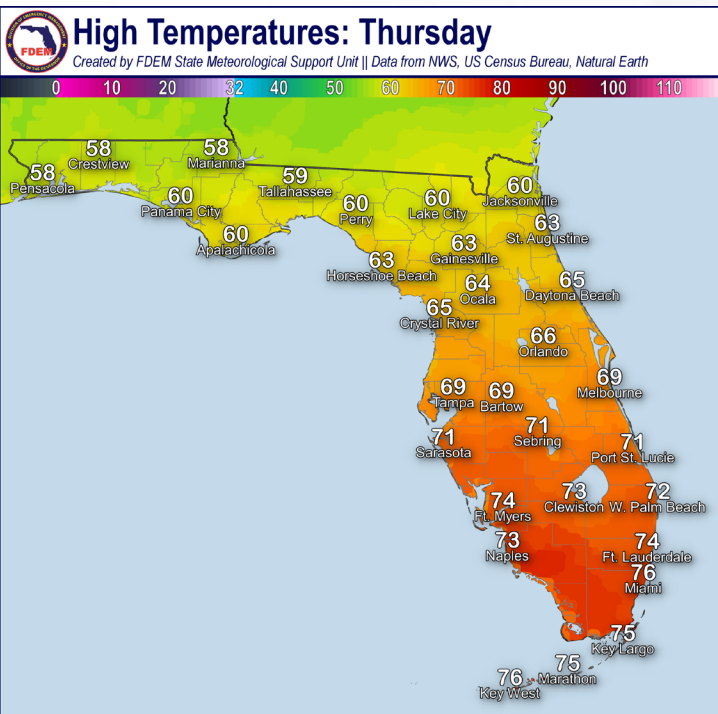 High Temperatures: Thursday
Created by FDEM State Meteorological Support Unit || Data from NWS, US Census Bureau, Natural Earth
FDEM
0 10 20 32 40 50 60 70 80 90 100 110
58
Crestview
58
Marianna
58
Pensacola
59
Tallahassee
60
Panama City
60
Perry
60
Lake City
60
Jacksonville
60
Apalachicola
63
St. Augustine
63
Gainesville
63
Horseshoe Beach
64
Ocala
65
Daytona Beach
65
Crystal River
66
Orlando
69
Tampa
69
Bartow
69
Melbourne
71
Sarasota
71
Sebring
71
Port St. Lucie
74
Ft. Myers
73
Clewiston
72
W. Palm Beach
73
Naples
74
Ft. Lauderdale
76
Miami
75
Key Largo
75
Marathon
76
Key West